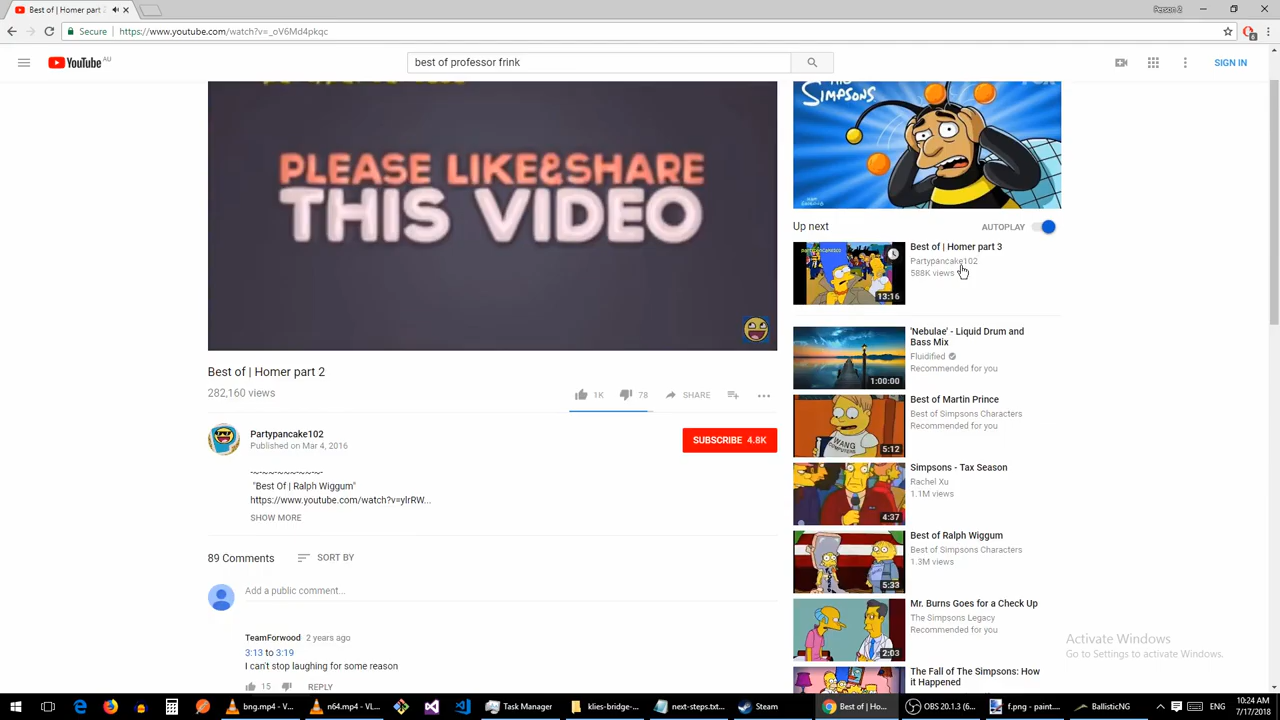 Best of | Homer part 2
Person 2
Secure
https://www.youtube.com/watch?v=_oV6Md4pkqc
6
YouTube AU
best of professor frink
SIGN IN
PLEASE LIKE&SHARE
THIS VIDEO
THE SIMPSONS
FOX
Up next
AUTOPLAY
Best of | Homer part 3
Partypancake102
588K views
13:16
'Nebulae' - Liquid Drum and
Bass Mix
Fluidified
Recommended for you
1:00:00
Best of Martin Prince
Best of Simpsons Characters
Recommended for you
WANG
COMPUTERS
5:12
Simpsons - Tax Season
Rachel Xu
1.1M views
4:37
Best of Ralph Wiggum
Best of Simpsons Characters
1.3M views
5:33
Mr. Burns Goes for a Check Up
The Simpsons Legacy
Recommended for you
2:03
The Fall of The Simpsons: How
it Happened
Best of | Homer part 2
282,160 views
1K
78
SHARE
Partypancake102
Published on Mar 4, 2016
SUBSCRIBE 4.8K
-~-~~-~~~-~~-~-
"Best Of | Ralph Wiggum"
https://www.youtube.com/watch?v=ylrRW...
SHOW MORE
89 Comments
SORT BY
Add a public comment...
TeamForwood 2 years ago
3:13 to 3:19
I can't stop laughing for some reason
15
REPLY
Activate Windows
Go to Settings to activate Windows.
bng.mp4 - V...
n64.mp4 - VL...
Task Manager
klies-bridge-...
next-steps.txt...
Steam
Best of | Ho...
OBS 20.1.3 (6...
f.png - paint....
BallisticNG
ENG
10:24 AM
7/17/2018